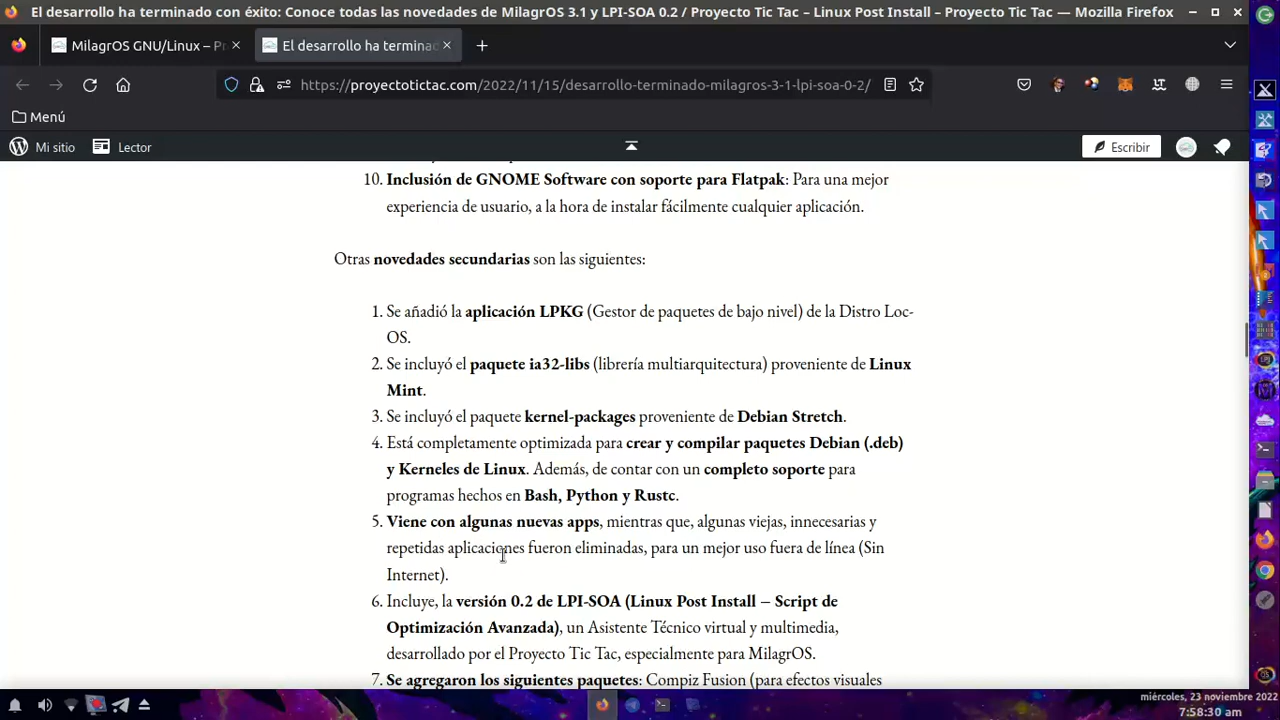 El desarrollo ha terminado con éxito: Conoce todas las novedades de MilagrOS 3.1 y LPI-SOA 0.2 / Proyecto Tic Tac – Linux Post Install – Proyecto Tic Tac — Mozilla Firefox
MilagrOS GNU/Linux – Pr
El desarrollo ha terminad
https://proyectotictac.com/2022/11/15/desarrollo-terminado-milagros-3-1-lpi-soa-0-2/
Menú
Mi sitio Lector Escribir
10. Inclusión de GNOME Software con soporte para Flatpak: Para una mejor
experiencia de usuario, a la hora de instalar fácilmente cualquier aplicación.
Otras novedades secundarias son las siguientes:
1. Se añadió la aplicación LPKG (Gestor de paquetes de bajo nivel) de la Distro Loc-
OS.
2. Se incluyó el paquete ia32-libs (librería multiarquitectura) proveniente de Linux
Mint.
3. Se incluyó el paquete kernel-packages proveniente de Debian Stretch.
4. Está completamente optimizada para crear y compilar paquetes Debian (.deb)
y Kerneles de Linux. Además, de contar con un completo soporte para
programas hechos en Bash, Python y Rustc.
5. Viene con algunas nuevas apps, mientras que, algunas viejas, innecesarias y
repetidas aplicaciones fueron eliminadas, para un mejor uso fuera de línea (Sin
Internet).
6. Incluye, la versión 0.2 de LPI-SOA (Linux Post Install – Script de
Optimización Avanzada), un Asistente Técnico virtual y multimedia,
desarrollado por el Proyecto Tic Tac, especialmente para MilagrOS.
7. Se agregaron los siguientes paquetes: Compiz Fusion (para efectos visuales
miércoles, 23 noviembre 2022
7:58:30 am